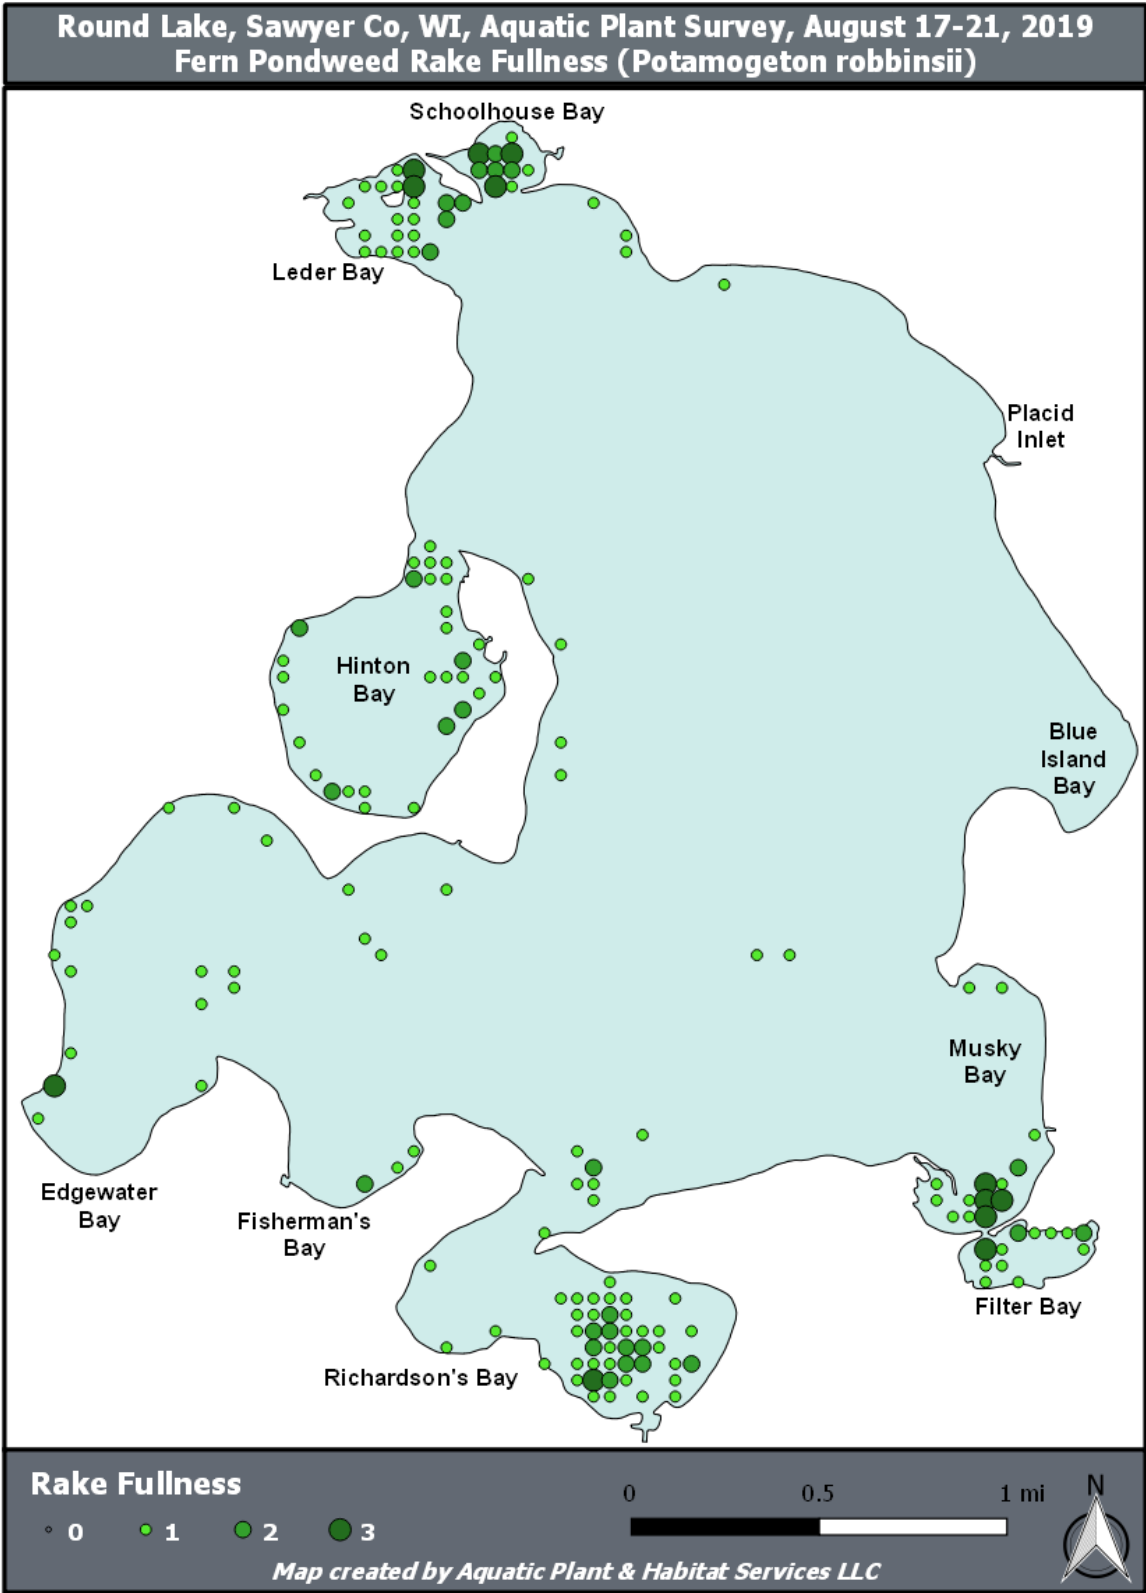 Round Lake, Sawyer Co, WI, Aquatic Plant Survey, August 17-21, 2019
Fern Pondweed Rake Fullness (Potamogeton robbinsii)
Schoolhouse Bay
Leder Bay
Placid
Inlet
Hinton
Bay
Blue
Island
Bay
Musky
Bay
Edgewater
Bay
Fisherman's
Bay
Filter Bay
Richardson's Bay
Rake Fullness
0 1 2 3
0 0.5 1 mi
N
Map created by Aquatic Plant & Habitat Services LLC